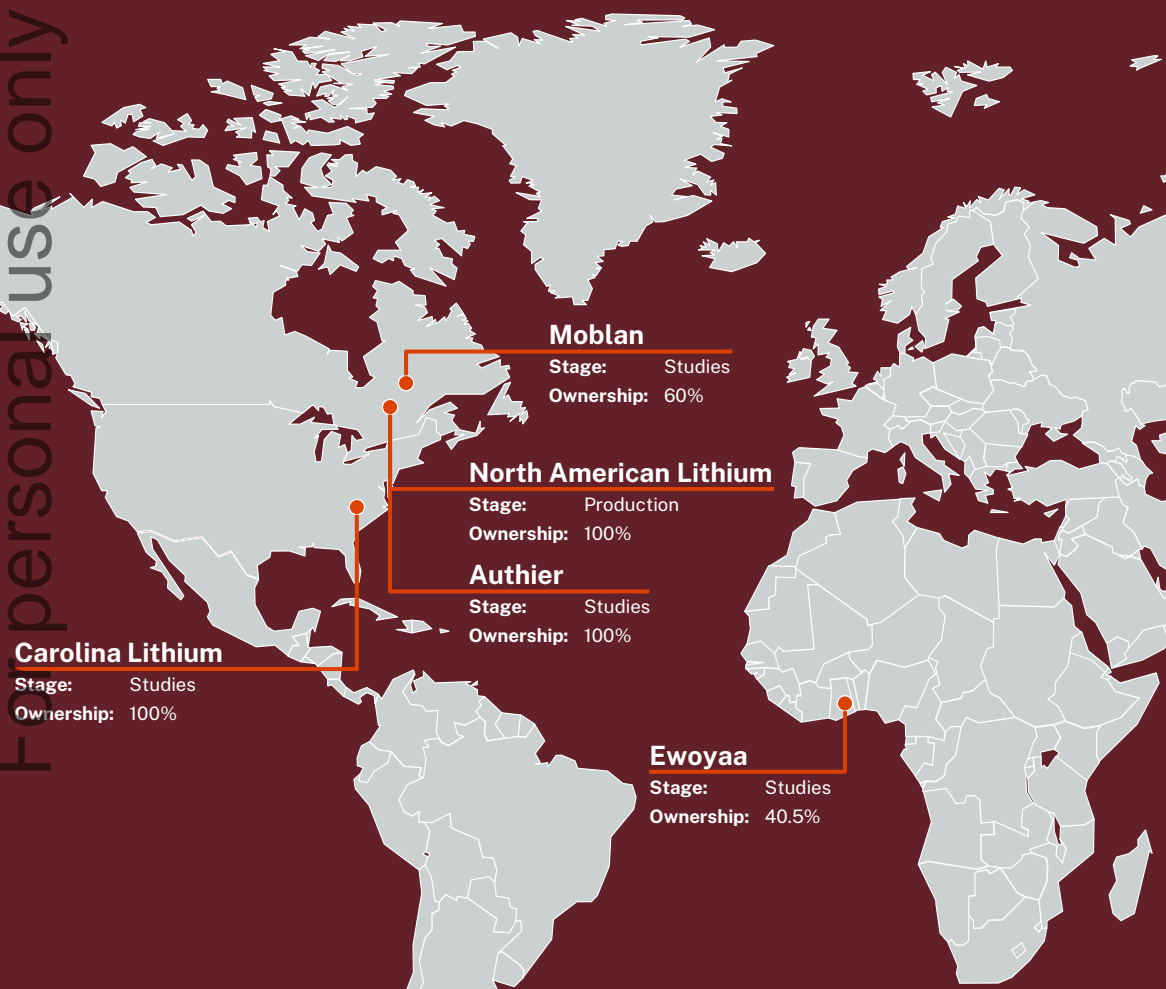 For personal use only
Moblan
Stage: Studies
Ownership: 60%
North American Lithium
Stage: Production
Ownership: 100%
Authier
Stage: Studies
Ownership: 100%
Carolina Lithium
Stage: Studies
Ownership: 100%
Ewoyaa
Stage: Studies
Ownership: 40.5%